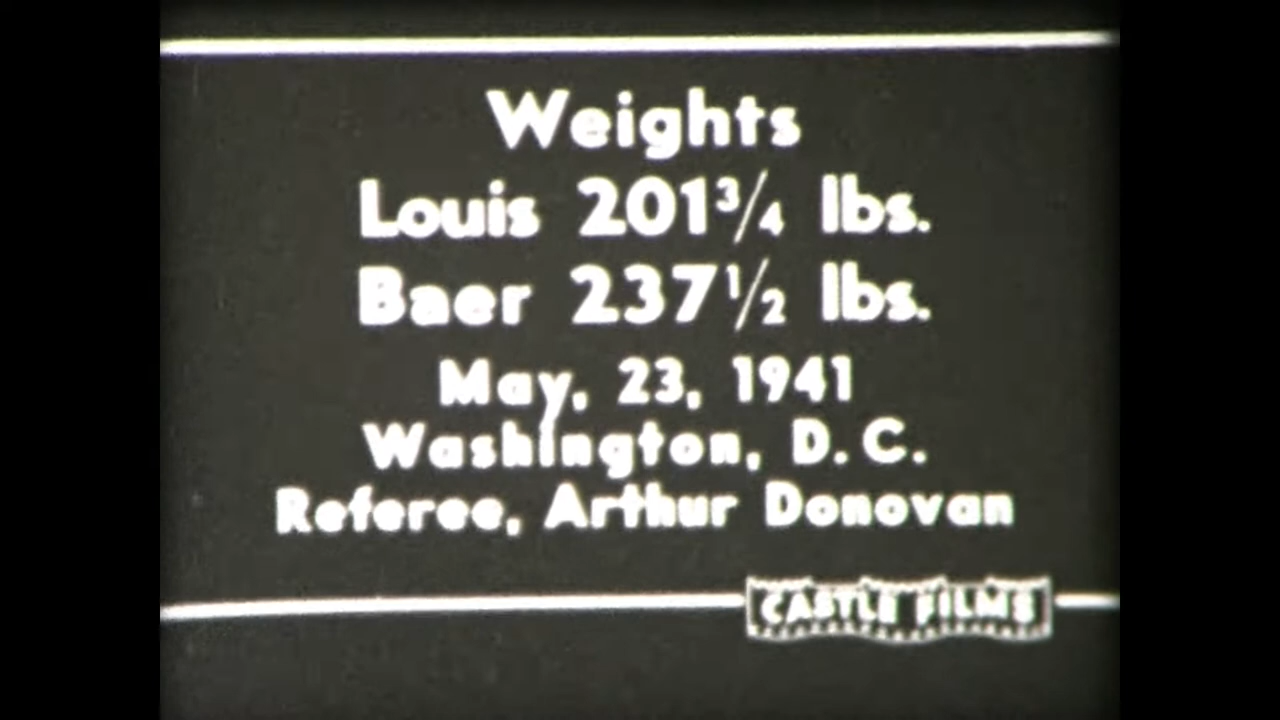 Weights
Louis 201¾ lbs.
Baer 237½ lbs.
May, 23, 1941
Washington, D.C.
Referee, Arthur Donovan
CASTLE FILMS